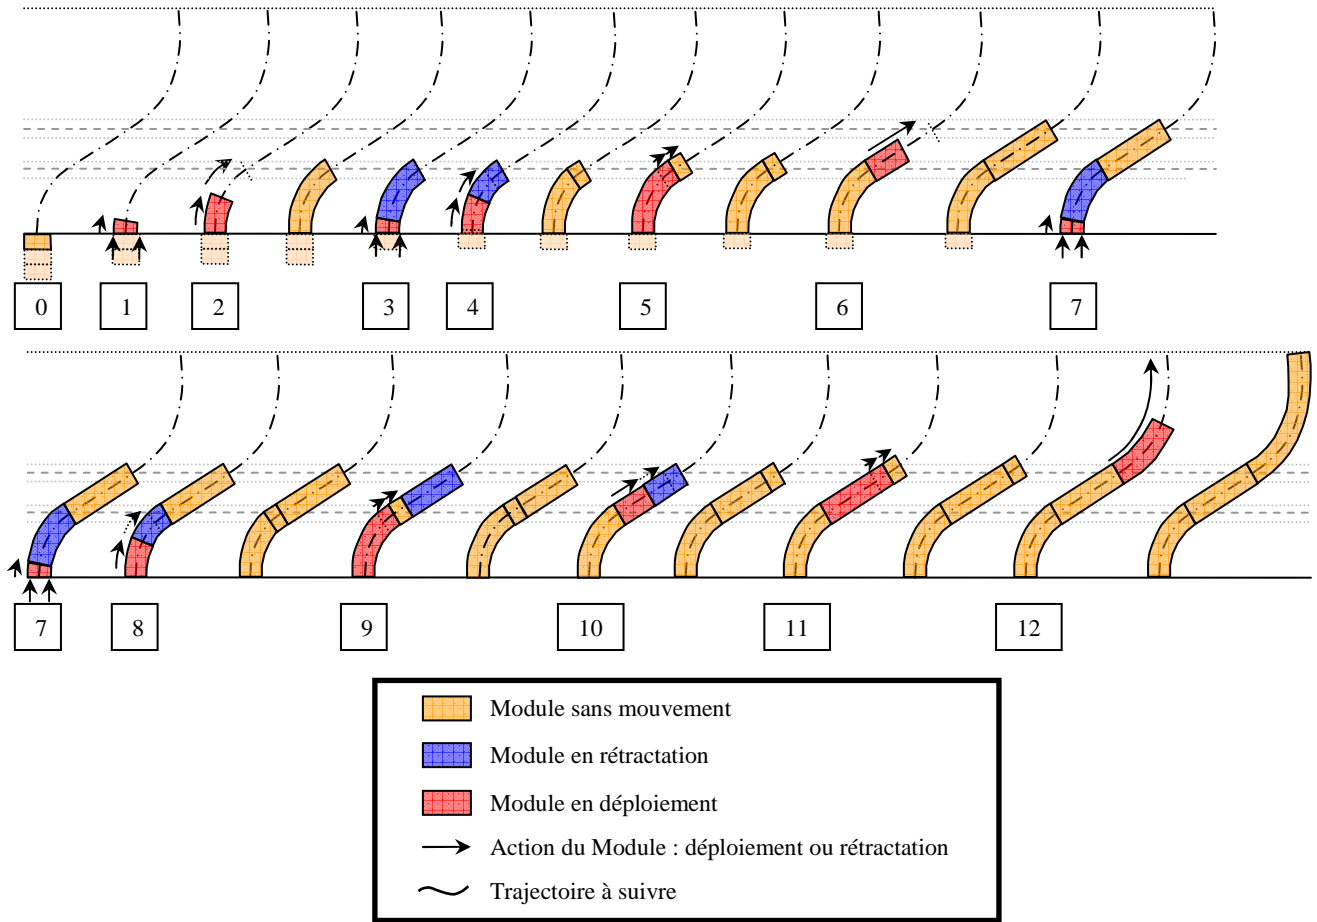 0 1 2 3 4 5 6 7
7 8 9 10 11 12
Module sans mouvement
Module en rétractation
Module en déploiement
Action du Module : déploiement ou rétractation
Trajectoire à suivre